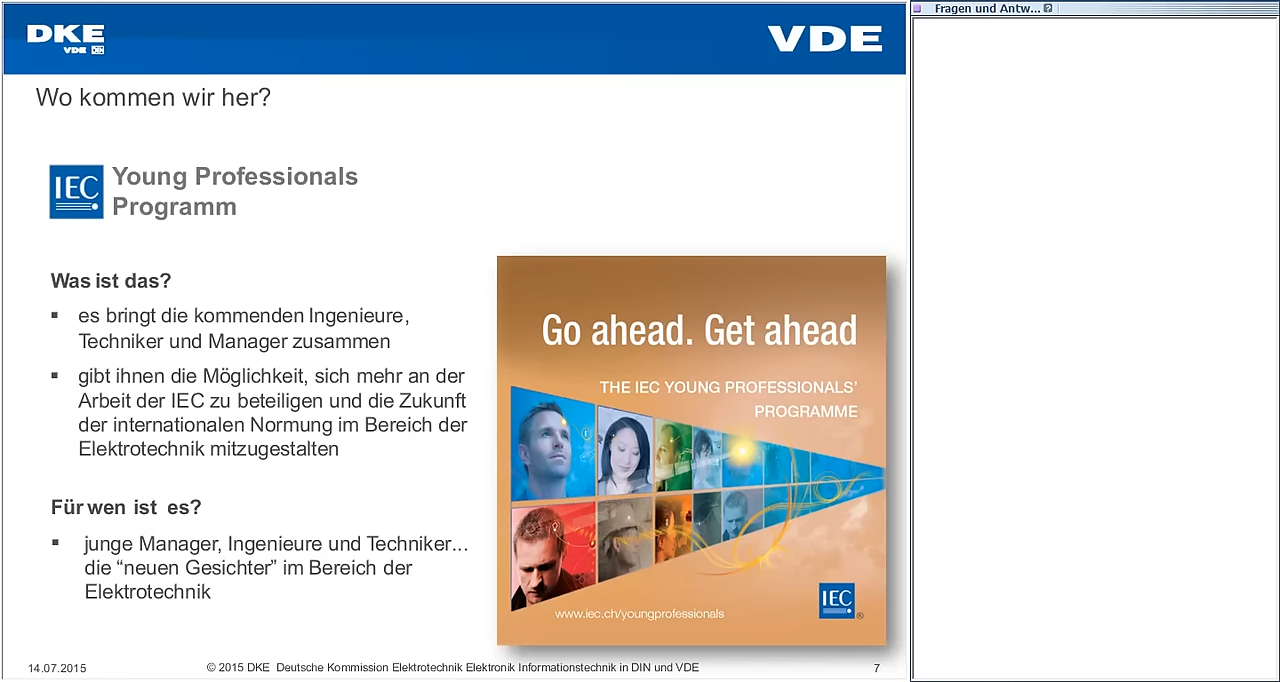 DKE
VDE DIN
VDE
Fragen und Antw...
Wo kommen wir her?
IEC
Young Professionals
Programm
Was ist das?
▪ es bringt die kommenden Ingenieure,
Techniker und Manager zusammen
▪ gibt ihnen die Möglichkeit, sich mehr an der
Arbeit der IEC zu beteiligen und die Zukunft
der internationalen Normung im Bereich der
Elektrotechnik mitzugestalten
Für wen ist es?
▪ junge Manager, Ingenieure und Techniker...
die “neuen Gesichter” im Bereich der
Elektrotechnik
Go ahead. Get ahead
THE IEC YOUNG PROFESSIONALS’
PROGRAMME
www.iec.ch/youngprofessionals
IEC ®
14.07.2015
© 2015 DKE Deutsche Kommission Elektrotechnik Elektronik Informationstechnik in DIN und VDE
7